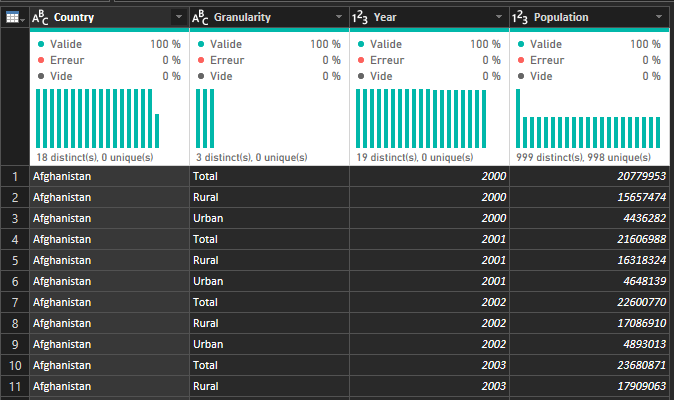 ABC Country ABC Granularity 123 Year 123 Population
Valide 100 % Valide 100 % Valide 100 % Valide 100 %
Erreur 0 % Erreur 0 % Erreur 0 % Erreur 0 %
Vide 0 % Vide 0 % Vide 0 % Vide 0 %
18 distinct(s), 0 unique(s) 3 distinct(s), 0 unique(s) 19 distinct(s), 0 unique(s) 999 distinct(s), 998 unique(s)
1 Afghanistan Total 2000 20779953
2 Afghanistan Rural 2000 15657474
3 Afghanistan Urban 2000 4436282
4 Afghanistan Total 2001 21606988
5 Afghanistan Rural 2001 16318324
6 Afghanistan Urban 2001 4648139
7 Afghanistan Total 2002 22600770
8 Afghanistan Rural 2002 17086910
9 Afghanistan Urban 2002 4893013
10 Afghanistan Total 2003 23680871
11 Afghanistan Rural 2003 17909063